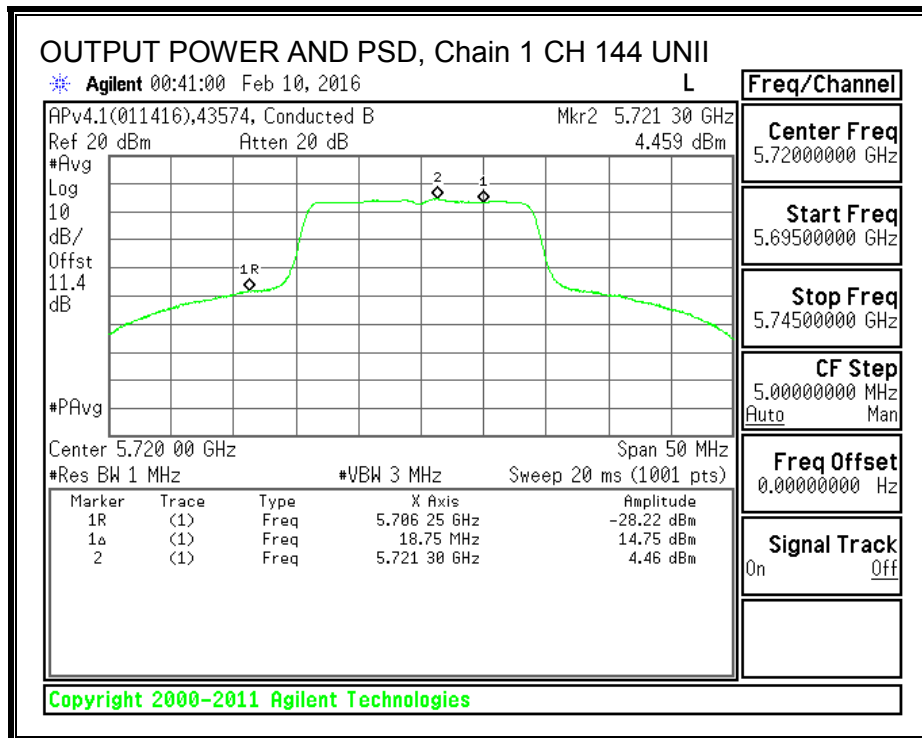 OUTPUT POWER AND PSD, Chain 1 CH 144 UNII
Agilent 00:41:00 Feb 10, 2016 L
APv4.1(011416),43574, Conducted B Mkr2 5.721 30 GHz
Ref 20 dBm Atten 20 dB 4.459 dBm
#Avg
Log
10
dB/
Offst
11.4
dB
#PAvg
2
1
1R
Center 5.720 00 GHz Span 50 MHz
#Res BW 1 MHz #VBW 3 MHz Sweep 20 ms (1001 pts)
Marker Trace Type X Axis Amplitude
1R (1) Freq 5.706 25 GHz -28.22 dBm
1∆ (1) Freq 18.75 MHz 14.75 dBm
2 (1) Freq 5.721 30 GHz 4.46 dBm
Freq/Channel
Center Freq
5.72000000 GHz
Start Freq
5.69500000 GHz
Stop Freq
5.74500000 GHz
CF Step
5.00000000 MHz
Auto Man
Freq Offset
0.00000000 Hz
Signal Track
On Off
Copyright 2000-2011 Agilent Technologies